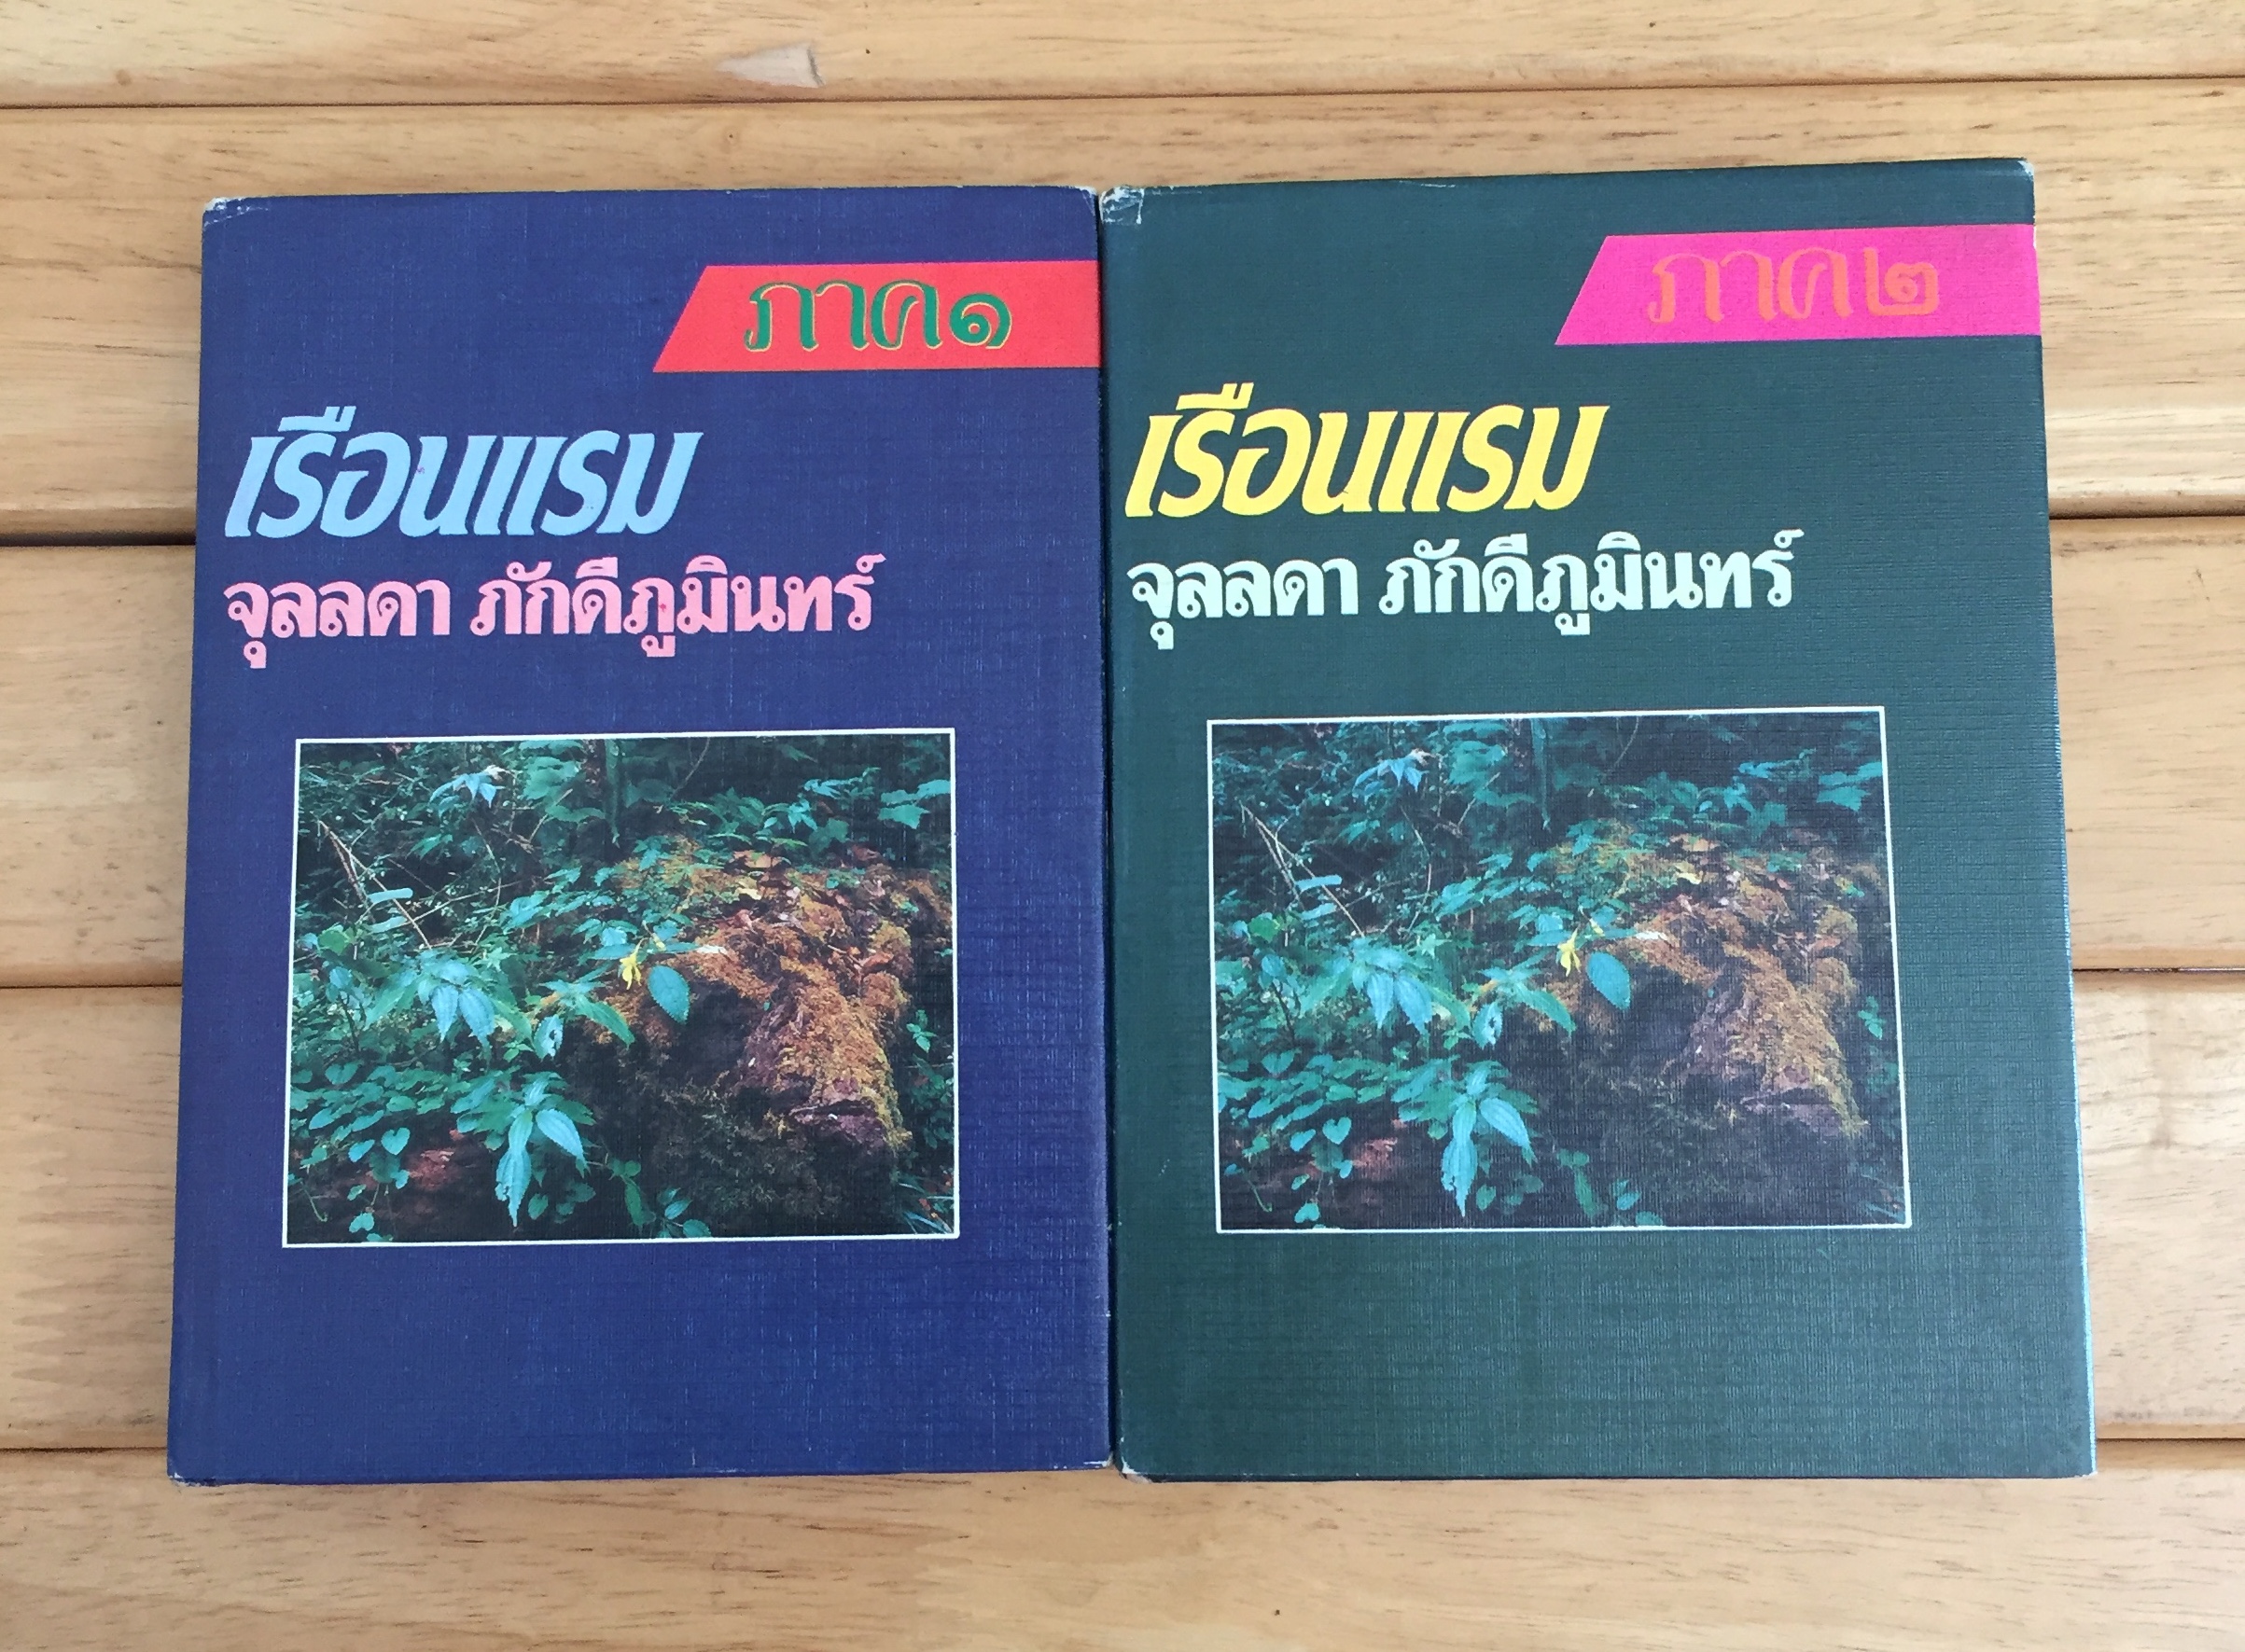 ภาค๑
เรือนแรม
จุลลดา ภักดีภูมินทร์
ภาค ๒
เรือนแรม
จุลลดา ภักดีภูมินทร์